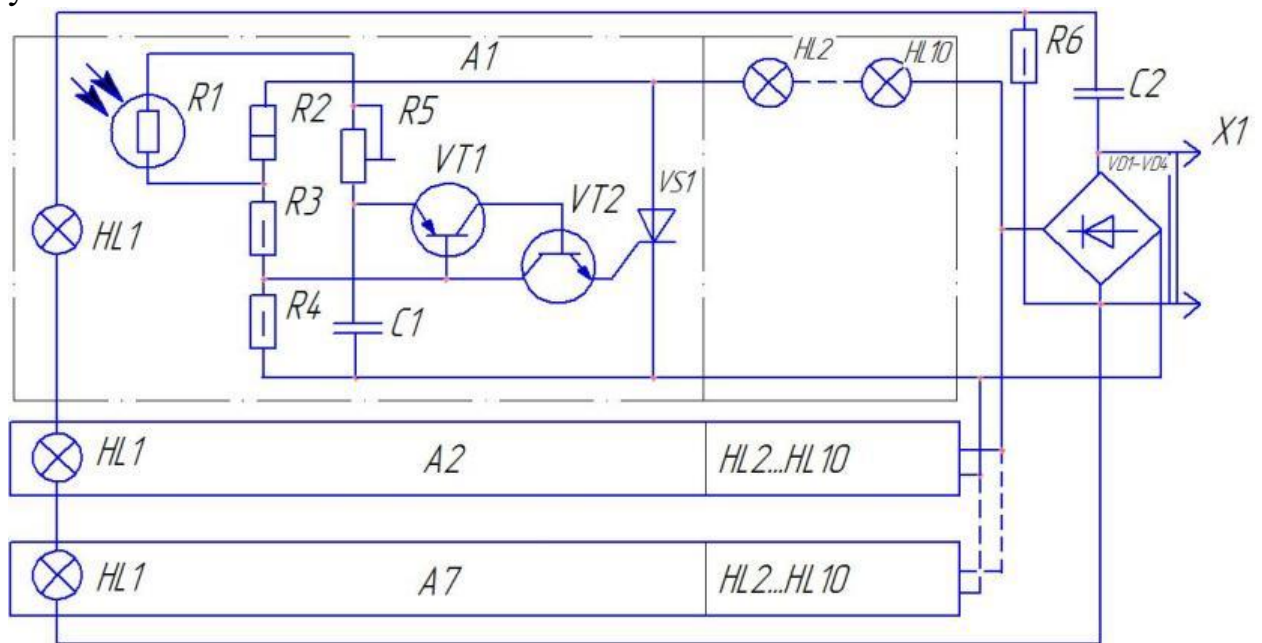 у
A1
HL2
HL10
R6
C2
R1
R2
R5
X1
VT1
VD1-VD4
VS1
R3
VT2
HL1
R4
C1
HL1
A2
HL2...HL10
HL1
A7
HL2...HL10